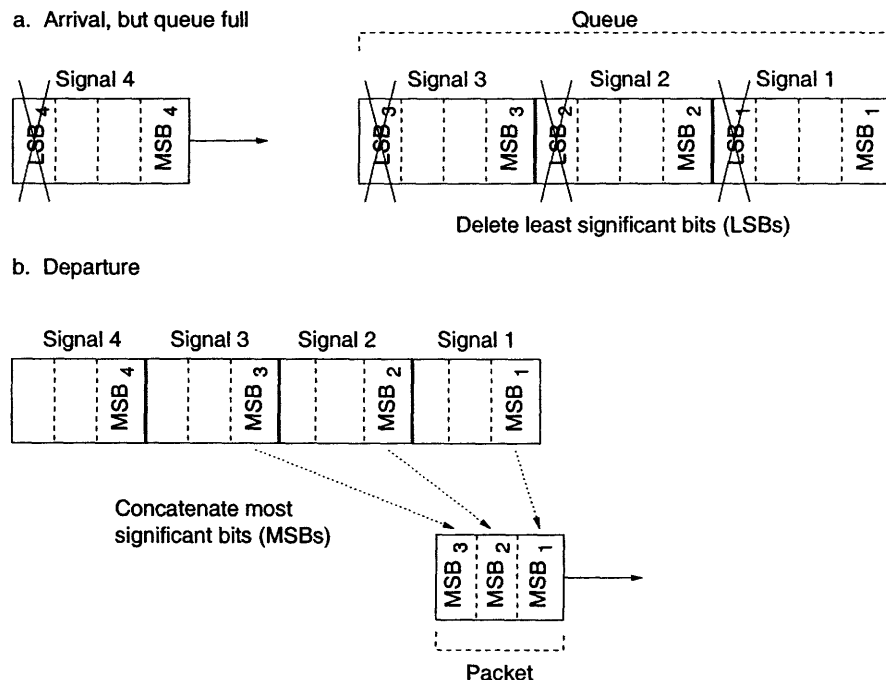 a. Arrival, but queue full
Queue
Signal 4
Signal 3
Signal 2
Signal 1
LSB 4
MSB 4
LSB 3
MSB 3
LSB 2
MSB 2
LSB 1
MSB 1
Delete least significant bits (LSBs)
b. Departure
Signal 4
Signal 3
Signal 2
Signal 1
MSB 4
MSB 3
MSB 2
MSB 1
Concatenate most
significant bits (MSBs)
MSB 3
MSB 2
MSB 1
Packet